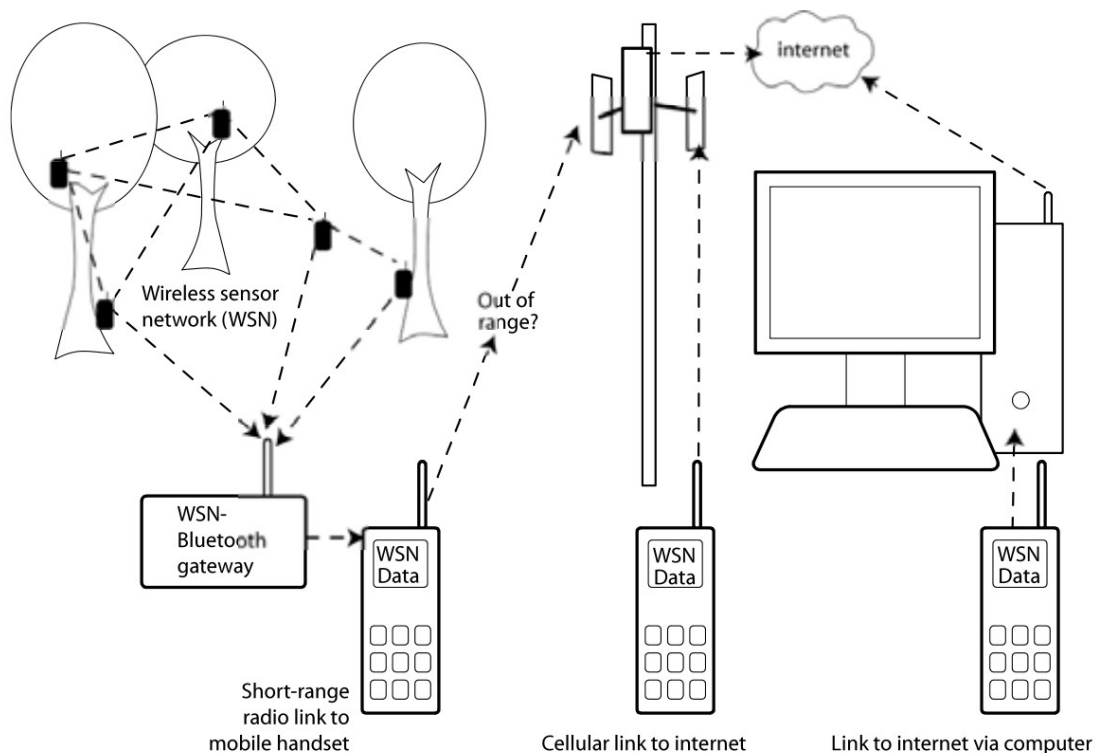 internet
Wireless sensor
network (WSN)
Out of
range?
WSN-
Bluetooth
gateway
WSN
Data
WSN
Data
WSN
Data
Short-range
radio link to
mobile handset
Cellular link to internet
Link to internet via computer